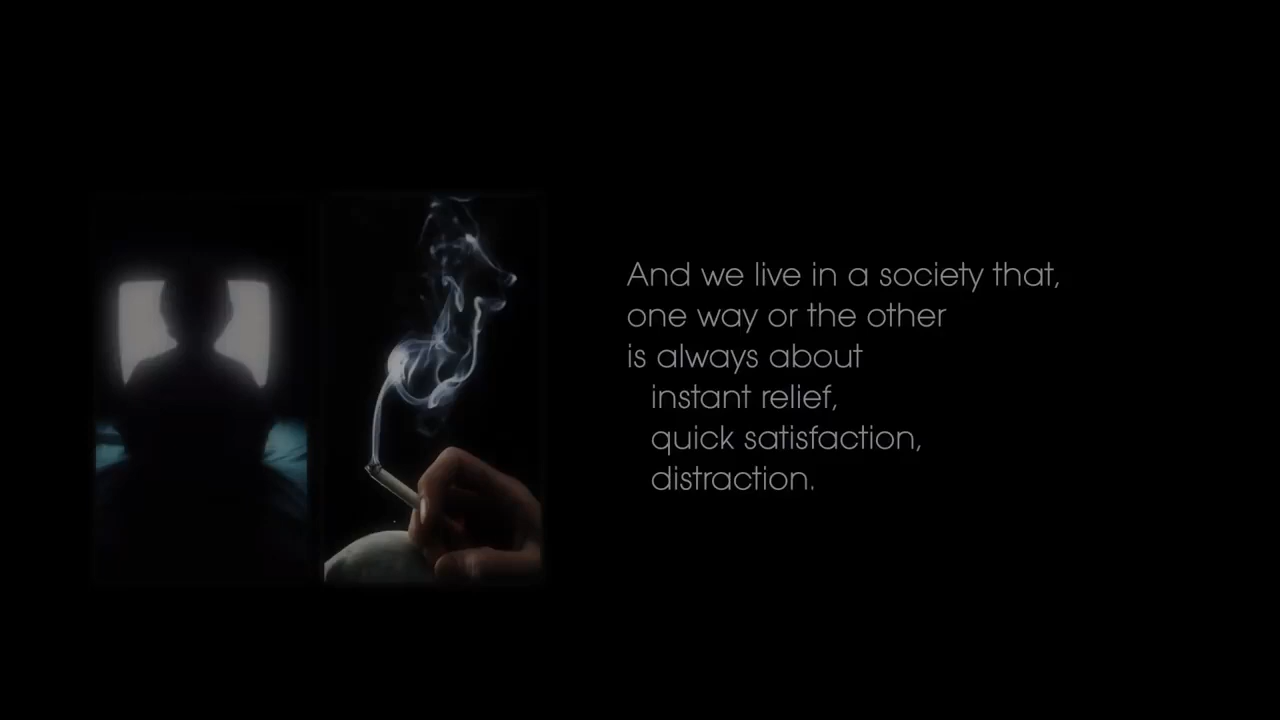 And we live in a society that,
one way or the other
is always about
instant relief,
quick satisfaction,
distraction.